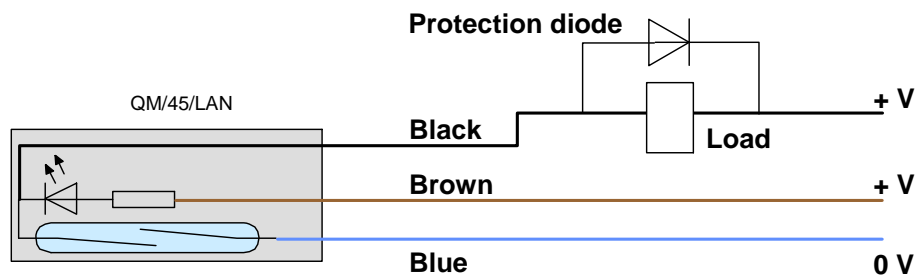 Protection diode
QM/45/LAN
+ V
Black
Load
Brown
+ V
Blue
0 V